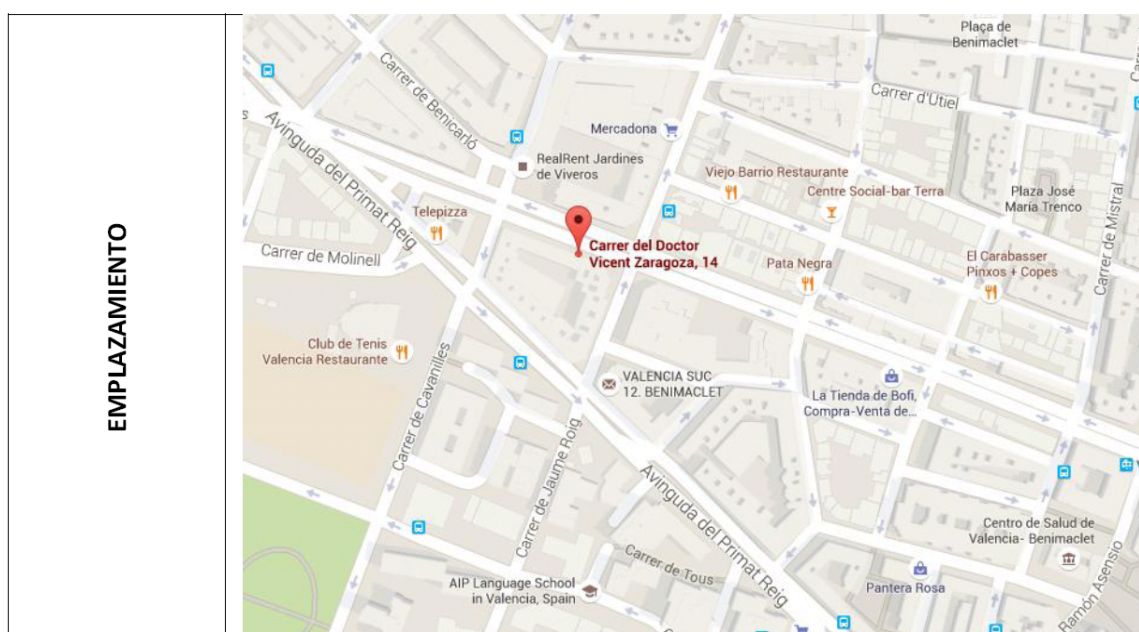 EMPLAZAMIENTO
Plaça de
Benimaclet
Carrer de Benicarló
Carrer d'Utiel
Mercadona
Avinguda del Primat Reig
RealRent Jardines
de Viveros
Viejo Barrio Restaurante
Centre Social-bar Terra
Plaza José
María Trenco
Carrer de Mistral
Telepizza
Carrer de Molinell
Carrer del Doctor
Vicent Zaragoza, 14
Pata Negra
El Carabasser
Pinxos + Copes
Club de Tenis
Valencia Restaurante
Carrer de Cavanilles
VALENCIA SUC
12. BENIMACLET
La Tienda de Bofi,
Compra-Venta de...
Carrer de Jaume Roig
Avinguda del Primat Reig
Centro de Salud de
Valencia- Benimaclet
Carrer de Tous
AIP Language School
in Valencia, Spain
Pantera Rosa
Ramón Asensio